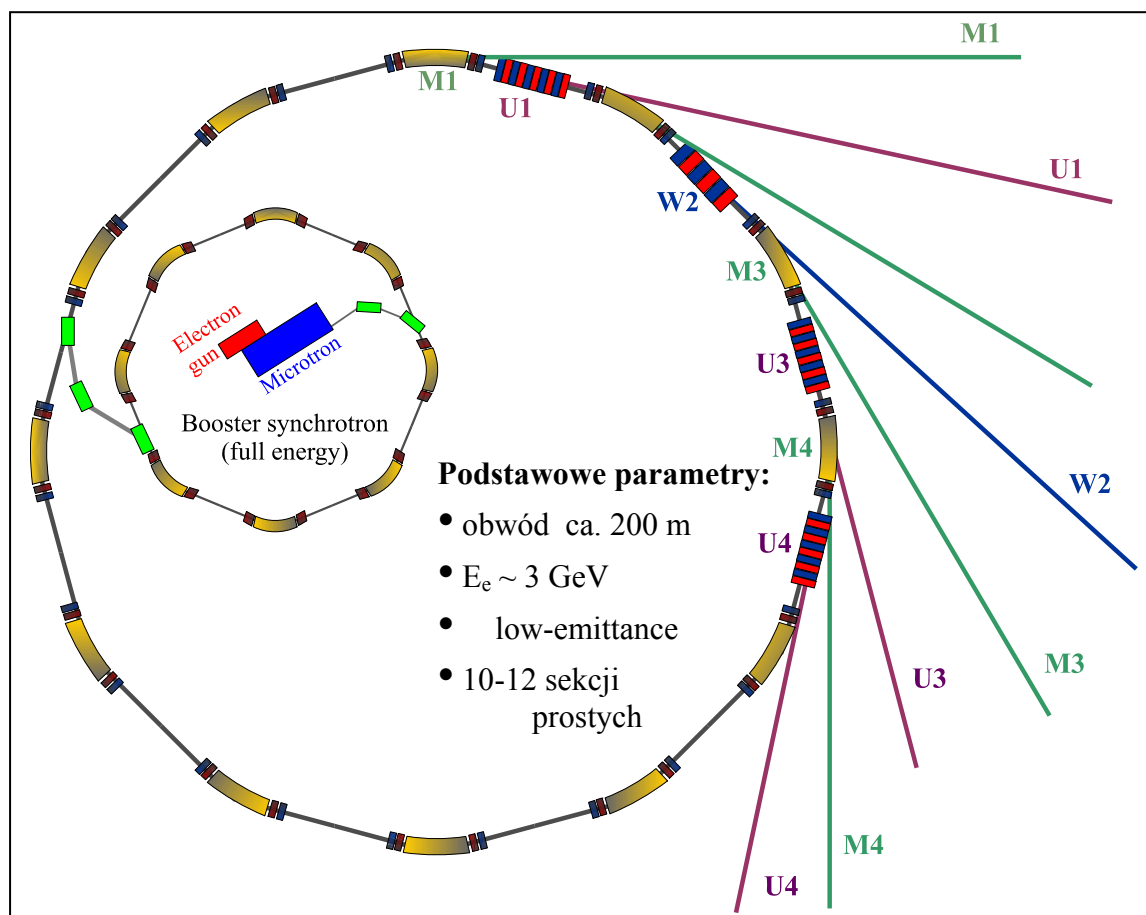 M1
M1
U1
U1
W2
M3
Electron
gun
Microtron
U3
Booster synchrotron
(full energy)
M4
Podstawowe parametry:
• obwód ca. 200 m
• Eₑ ~ 3 GeV
• low-emittance
• 10-12 sekcji
prostych
W2
U4
M3
U3
M4
U4